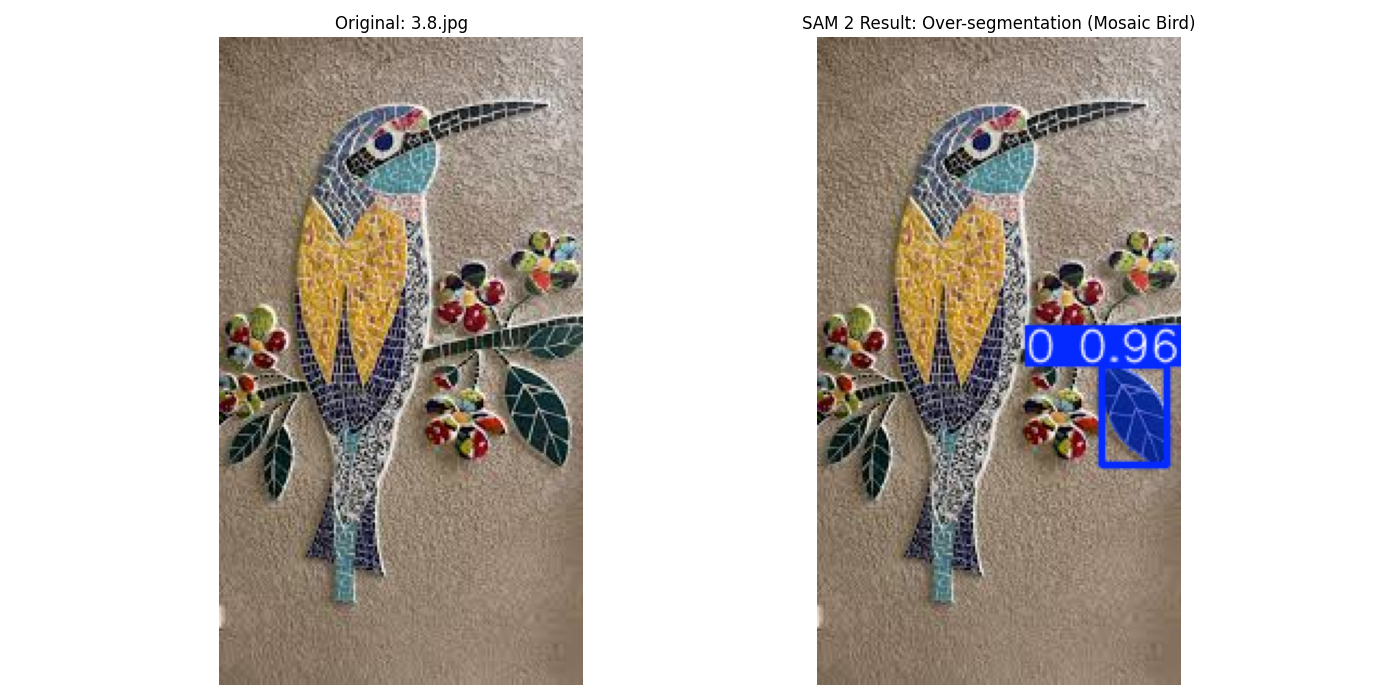 Original: 3.8.jpg
SAM 2 Result: Over-segmentation (Mosaic Bird)
0 0.96